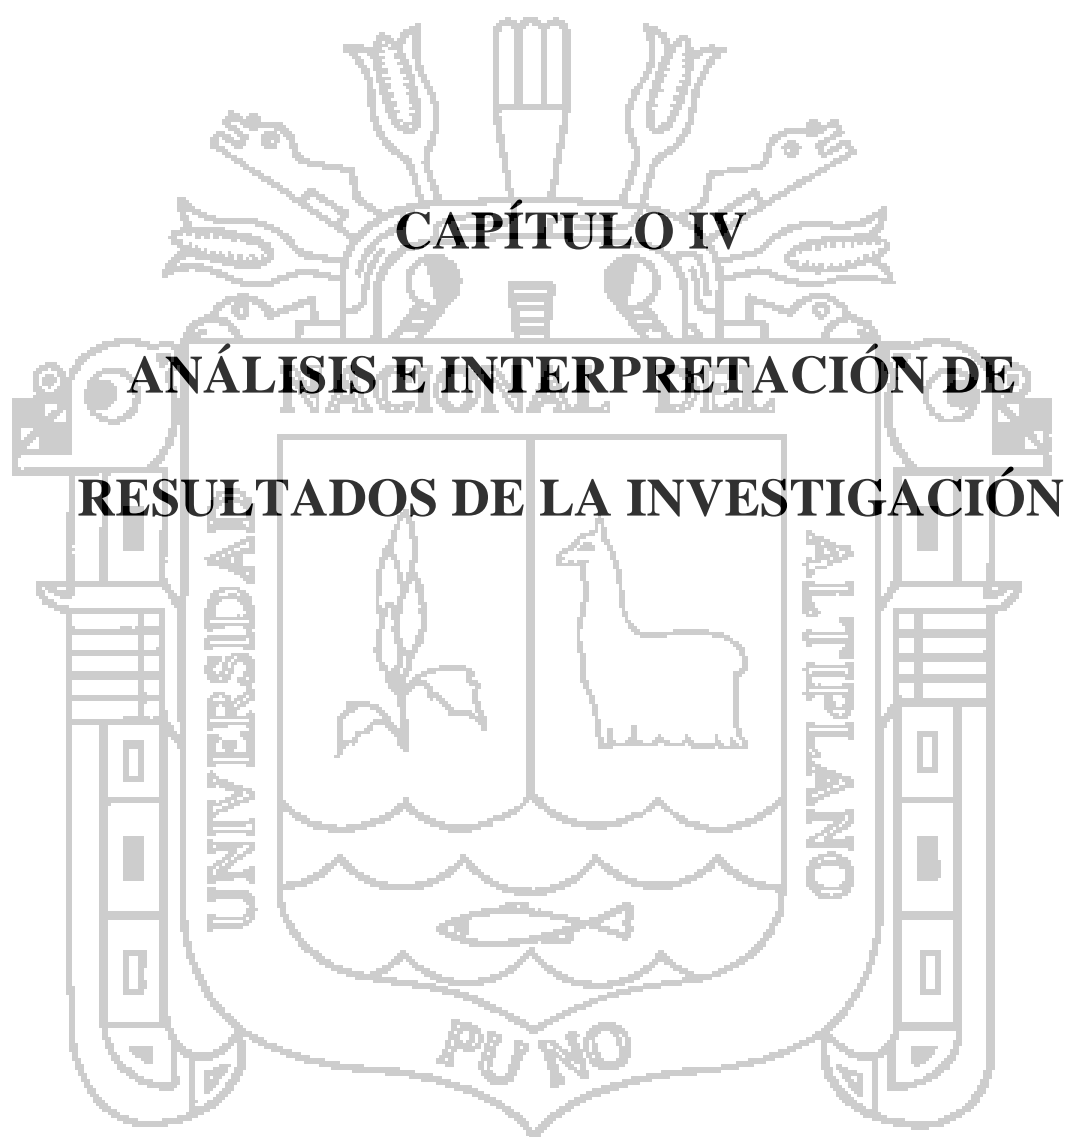 CAPÍTULO IV
ANÁLISIS E INTERPRETACIÓN DE
NACIONAL DEL
RESULTADOS DE LA INVESTIGACIÓN
UNIVERSIDAD
ALTIPLANO
PUNO